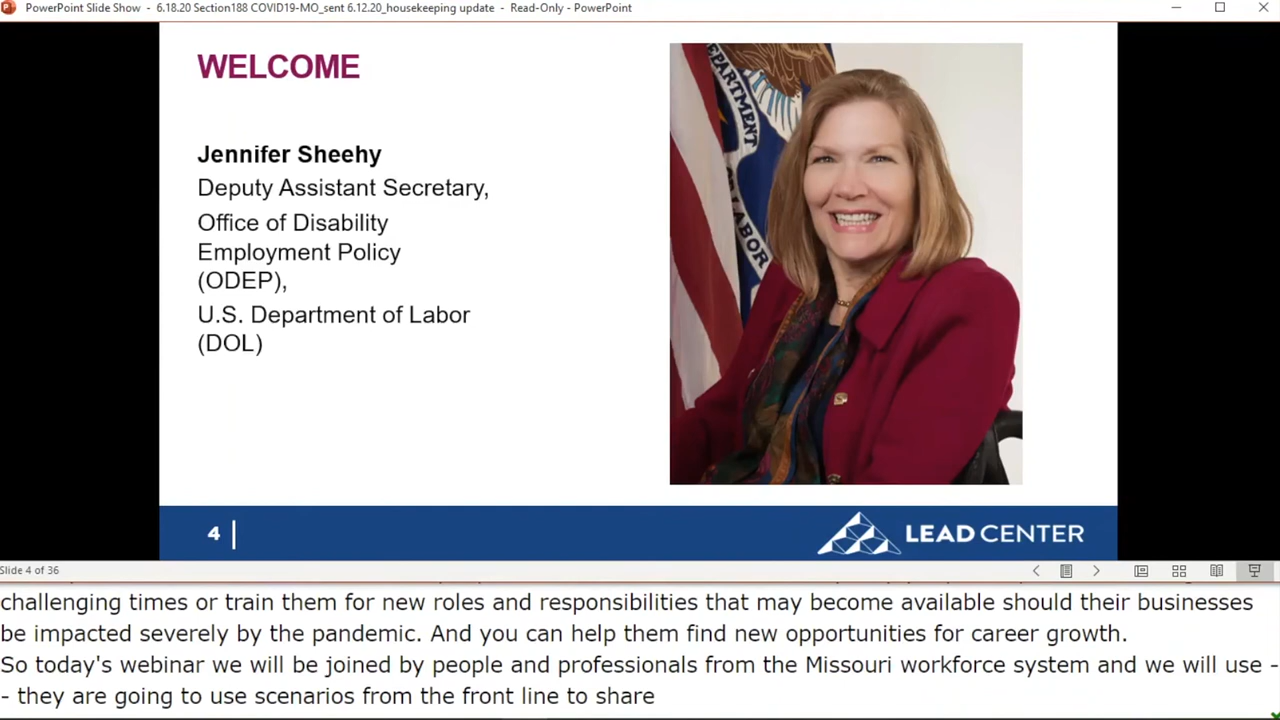 PowerPoint Slide Show - 6.18.20 Section188 COVID19-MO_sent 6.12.20_housekeeping update - Read-Only - PowerPoint
WELCOME
Jennifer Sheehy
Deputy Assistant Secretary,
Office of Disability
Employment Policy
(ODEP),
U.S. Department of Labor
(DOL)
DEPARTMENT
OF LABOR
4
LEAD CENTER
Slide 4 of 36
challenging times or train them for new roles and responsibilities that may become available should their businesses
be impacted severely by the pandemic. And you can help them find new opportunities for career growth.
So today's webinar we will be joined by people and professionals from the Missouri workforce system and we will use -
- they are going to use scenarios from the front line to share